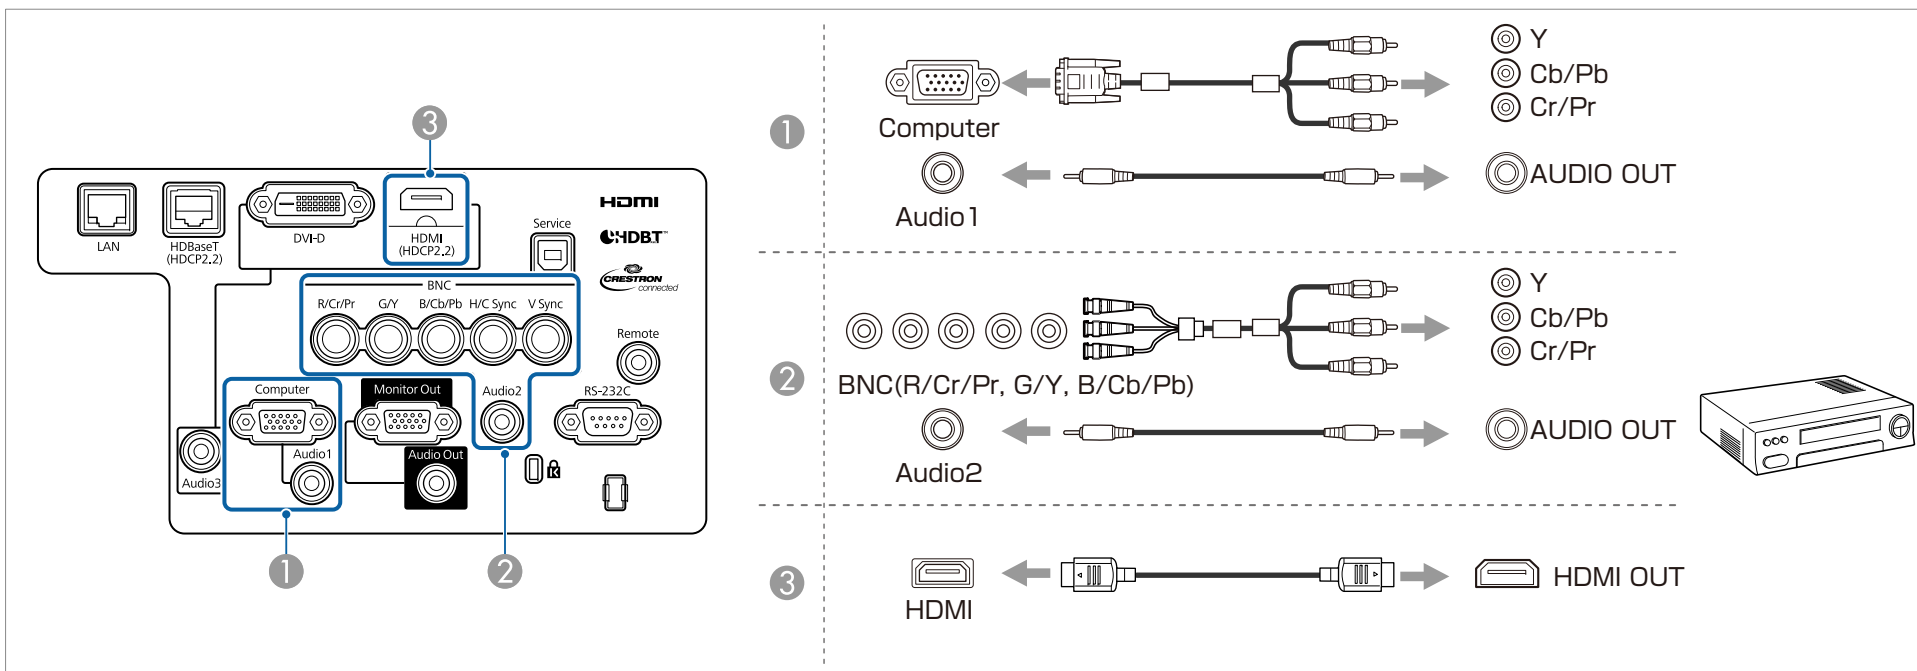 3
LAN
HDBaseT
(HDCP2.2)
DVI-D
HDMI
(HDCP2.2)
Service
HDMI
HDBT™
CRESTRON
connected
BNC
R/Cr/Pr
G/Y
B/Cb/Pb
H/C Sync
V Sync
Remote
Computer
Monitor Out
Audio2
RS-232C
Audio3
Audio1
Audio Out
K
1
2
1
Computer
Y
Cb/Pb
Cr/Pr
Audio1
AUDIO OUT
2
BNC(R/Cr/Pr, G/Y, B/Cb/Pb)
Y
Cb/Pb
Cr/Pr
Audio2
AUDIO OUT
3
HDMI
HDMI OUT